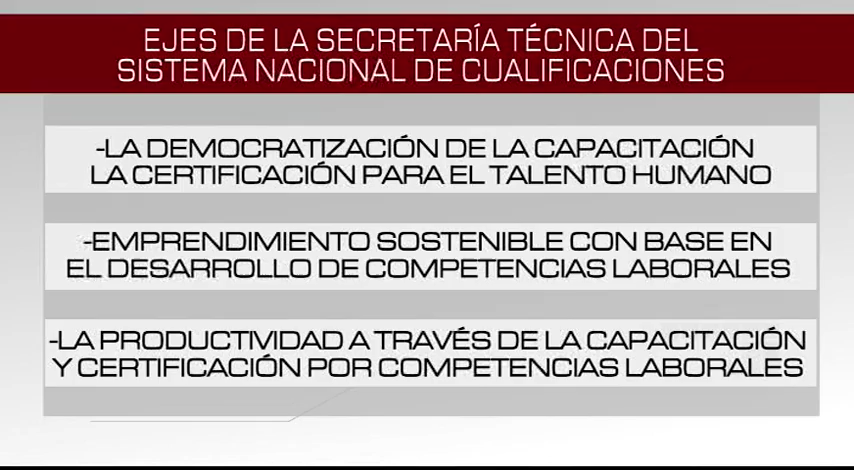 EJES DE LA SECRETARÍA TÉCNICA DEL
SISTEMA NACIONAL DE CUALIFICACIONES
-LA DEMOCRATIZACIÓN DE LA CAPACITACIÓN
LA CERTIFICACIÓN PARA EL TALENTO HUMANO
-EMPRENDIMIENTO SOSTENIBLE CON BASE EN
EL DESARROLLO DE COMPETENCIAS LABORALES
-LA PRODUCTIVIDAD A TRAVÉS DE LA CAPACITACIÓN
Y CERTIFICACIÓN POR COMPETENCIAS LABORALES